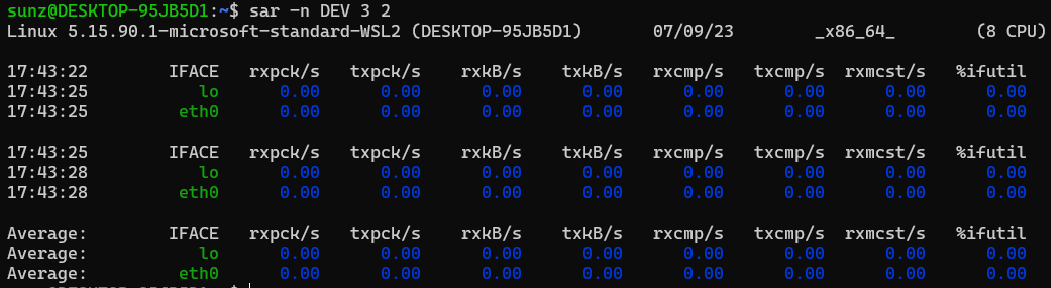 sunz@DESKTOP-95JB5D1:~$ sar -n DEV 3 2
Linux 5.15.90.1-microsoft-standard-WSL2 (DESKTOP-95JB5D1) 07/09/23 _x86_64_ (8 CPU)
17:43:22 IFACE rxpck/s txpck/s rxkB/s txkB/s rxcmp/s txcmp/s rxmcst/s %ifutil
17:43:25 lo 0.00 0.00 0.00 0.00 0.00 0.00 0.00 0.00
17:43:25 eth0 0.00 0.00 0.00 0.00 0.00 0.00 0.00 0.00
17:43:25 IFACE rxpck/s txpck/s rxkB/s txkB/s rxcmp/s txcmp/s rxmcst/s %ifutil
17:43:28 lo 0.00 0.00 0.00 0.00 0.00 0.00 0.00 0.00
17:43:28 eth0 0.00 0.00 0.00 0.00 0.00 0.00 0.00 0.00
Average: IFACE rxpck/s txpck/s rxkB/s txkB/s rxcmp/s txcmp/s rxmcst/s %ifutil
Average: lo 0.00 0.00 0.00 0.00 0.00 0.00 0.00 0.00
Average: eth0 0.00 0.00 0.00 0.00 0.00 0.00 0.00 0.00